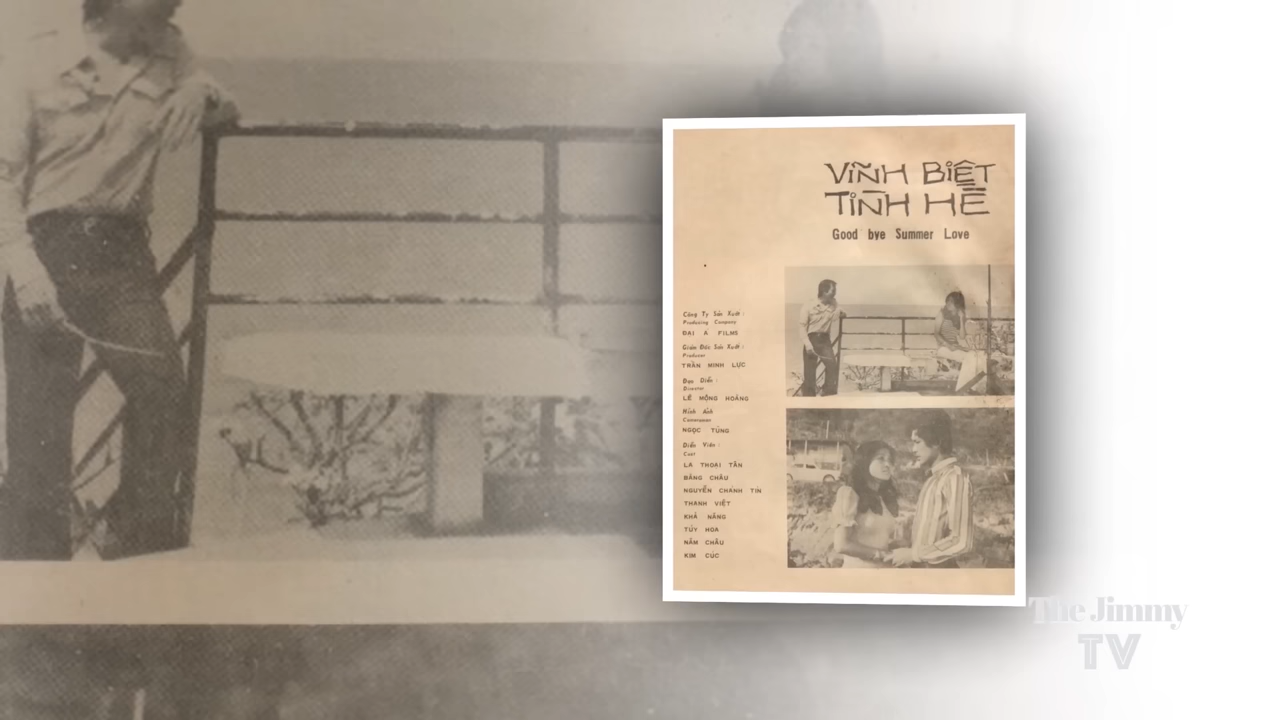 VĨNH BIỆT
TÌNH HÈ
Good bye Summer Love
Công Ty Sản Xuất :
Producing Company
ĐAI A FILMS
Giám Đốc Sản Xuất :
Producer
TRẦN MINH LỰC
Đạo Diễn :
Director
LÊ MỘNG HOÀNG
Hình Ảnh
Cameraman
NGỌC TÙNG
Diễn Viên :
Cast
LA THOẠI TÂN
BĂNG CHÂU
NGUYỄN CHÁNH TÍN
THANH VIỆT
KHẢ NĂNG
TÚY HOA
NĂM CHÂU
KIM CÚC
The Jimmy
TV